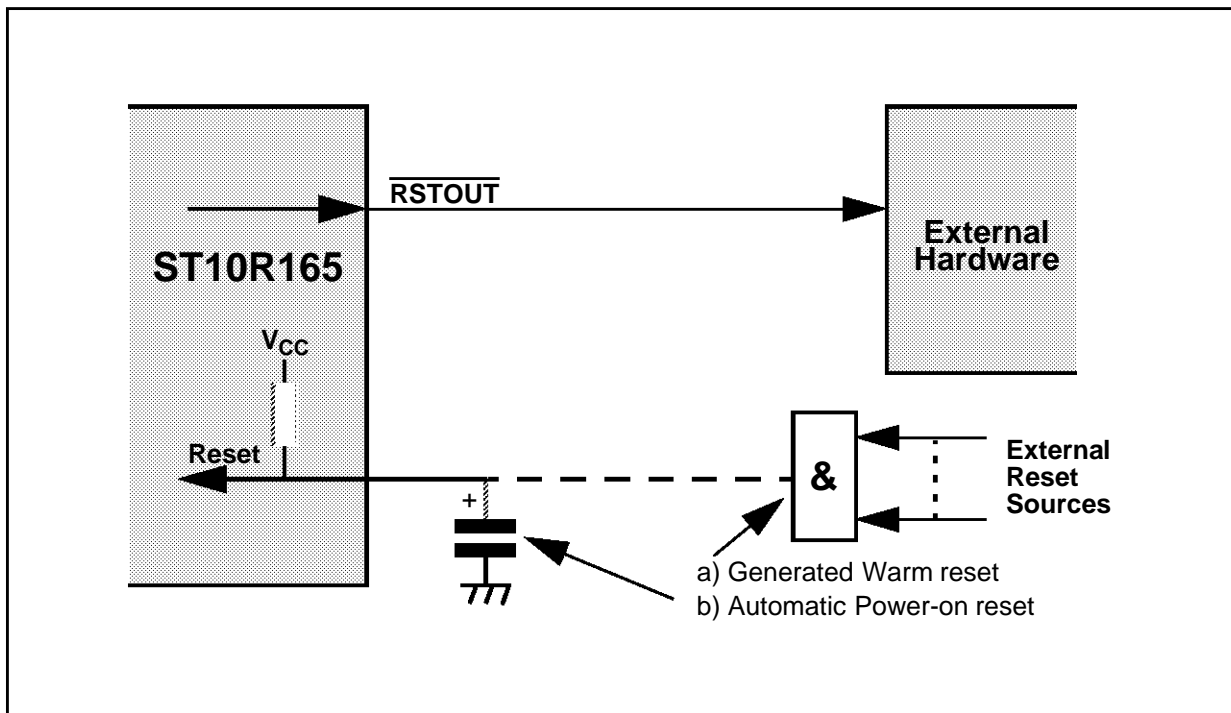 RSTOUT
ST10R165
External
Hardware
VCC
Reset
+
&
External
Reset
Sources
a) Generated Warm reset
b) Automatic Power-on reset